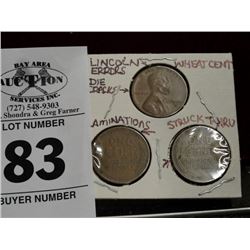 BAY AREA
AUCTION
SERVICES INC.
(727) 548-9303
Shondra & Greg Farner
LOT NUMBER
83
BUYER NUMBER
LINCOLN
ERRORS
DIE
CRACKS
WHEAT CENT
LAMINATIONS
STRUCK THRU